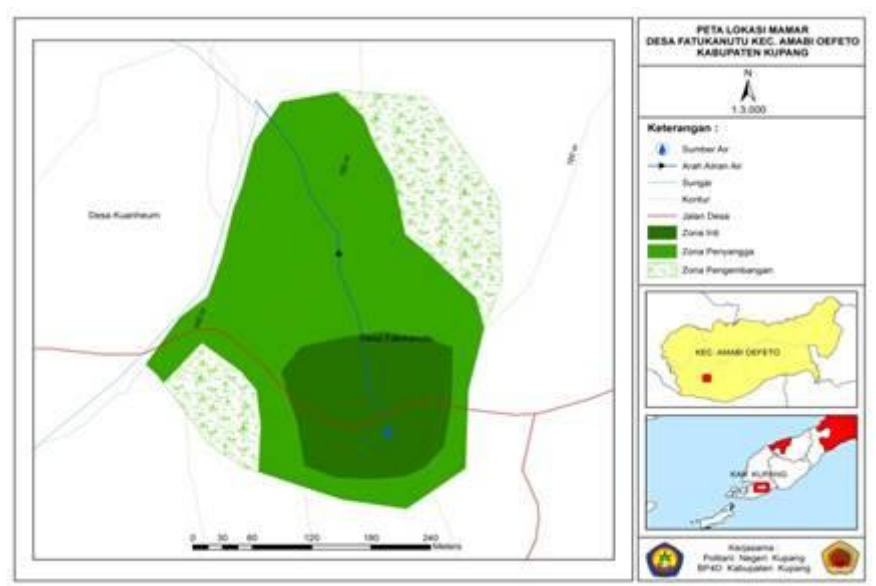 PETA LOKASI MAMAR
DESA FATUKANUTU KEC. AMABI OEFETO
KABUPATEN KUPANG
N
1:3.000
Keterangan :
Sumber Air
Arah Aliran Air
Sungai
Kontur
Jalan Desa
Zona Inti
Zona Penyangga
Zona Pengembangan
KEC. AMABI OEFETO
KAB. KUPANG
Kerjasama :
Politani Negeri Kupang
BP4D Kabupaten Kupang
Desa Kuanheum
0 30 60 120 180 240
Meters